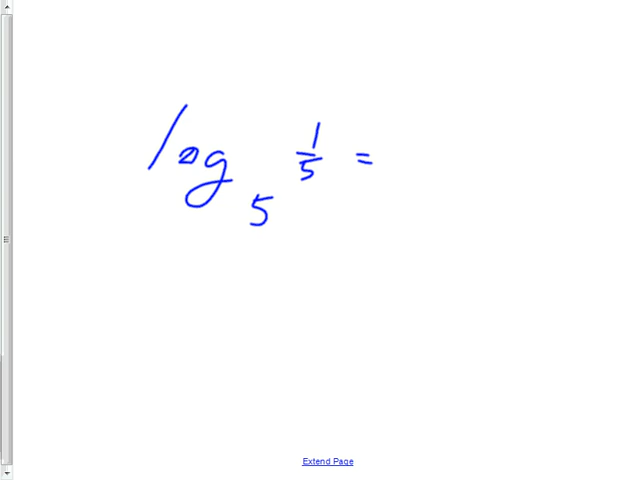 log₅ 1/5 =
Extend Page